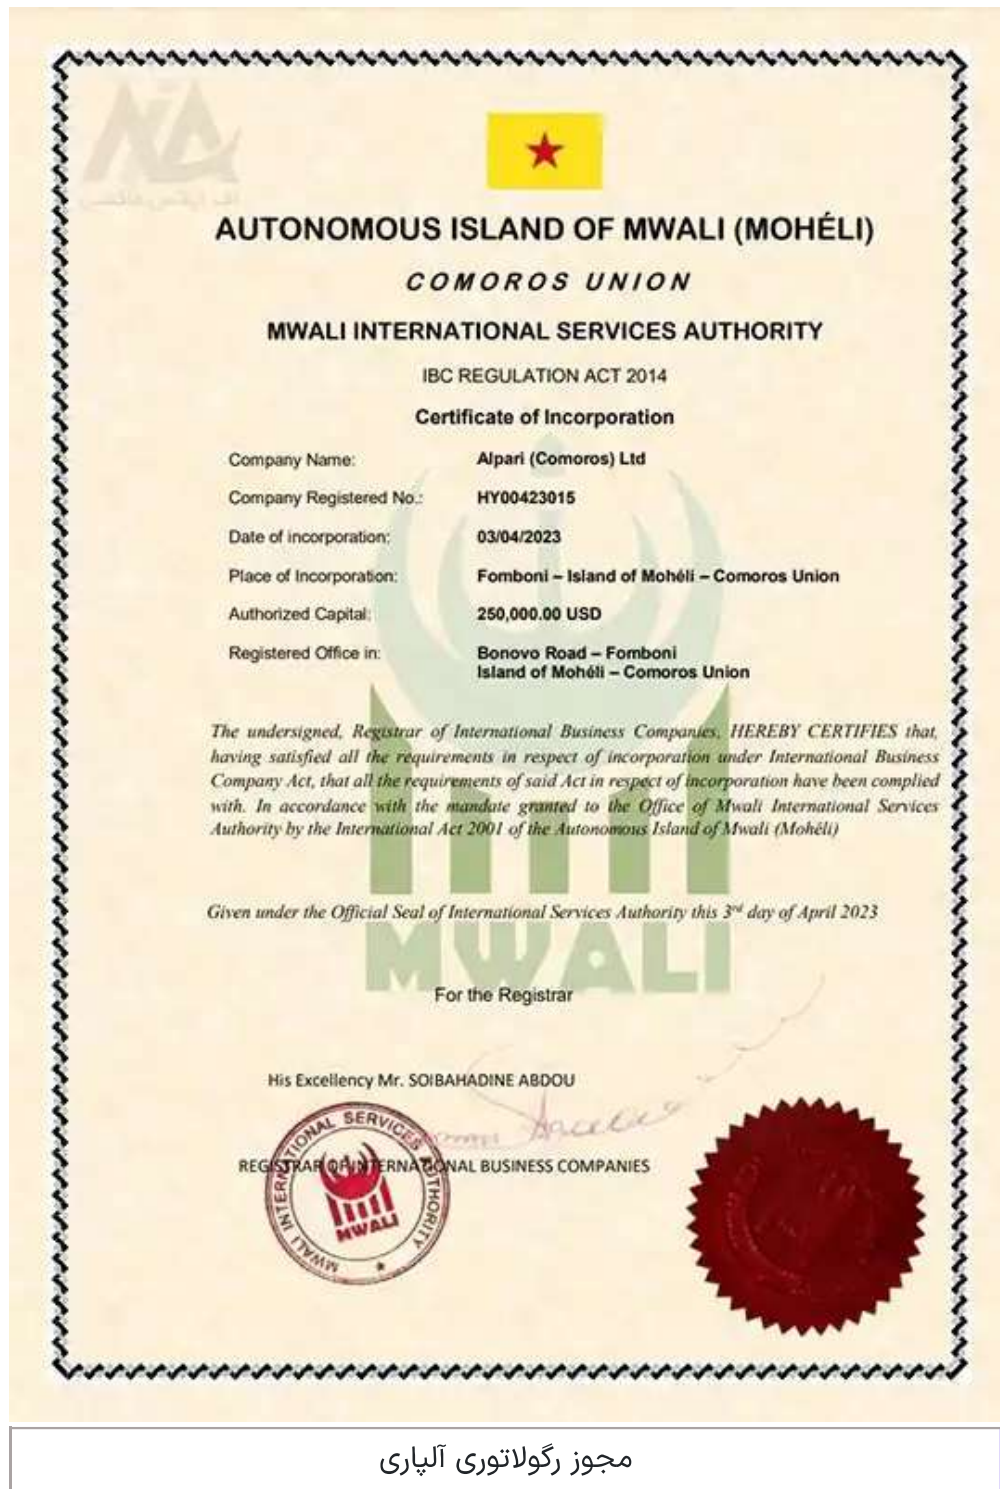 AUTONOMOUS ISLAND OF MWALI (MOHÉLI)
COMOROS UNION
MWALI INTERNATIONAL SERVICES AUTHORITY
IBC REGULATION ACT 2014
Certificate of Incorporation
Company Name: Alpari (Comoros) Ltd
Company Registered No.: HY00423015
Date of incorporation: 03/04/2023
Place of Incorporation: Fomboni – Island of Mohéli – Comoros Union
Authorized Capital: 250,000.00 USD
Registered Office in: Bonovo Road – Fomboni
Island of Mohéli – Comoros Union
The undersigned, Registrar of International Business Companies, HEREBY CERTIFIES that,
having satisfied all the requirements in respect of incorporation under International Business
Company Act, that all the requirements of said Act in respect of incorporation have been complied
with. In accordance with the mandate granted to the Office of Mwali International Services
Authority by the International Act 2001 of the Autonomous Island of Mwali (Mohéli)
Given under the Official Seal of International Services Authority this 3rd day of April 2023
MWALI
For the Registrar
His Excellency Mr. SOIBAHADINE ABDOU
REGISTRAR OF INTERNATIONAL BUSINESS COMPANIES
MWALI INTERNATIONAL SERVICES AUTHORITY
MWALI
مجوز رگولاتوری آلپاری